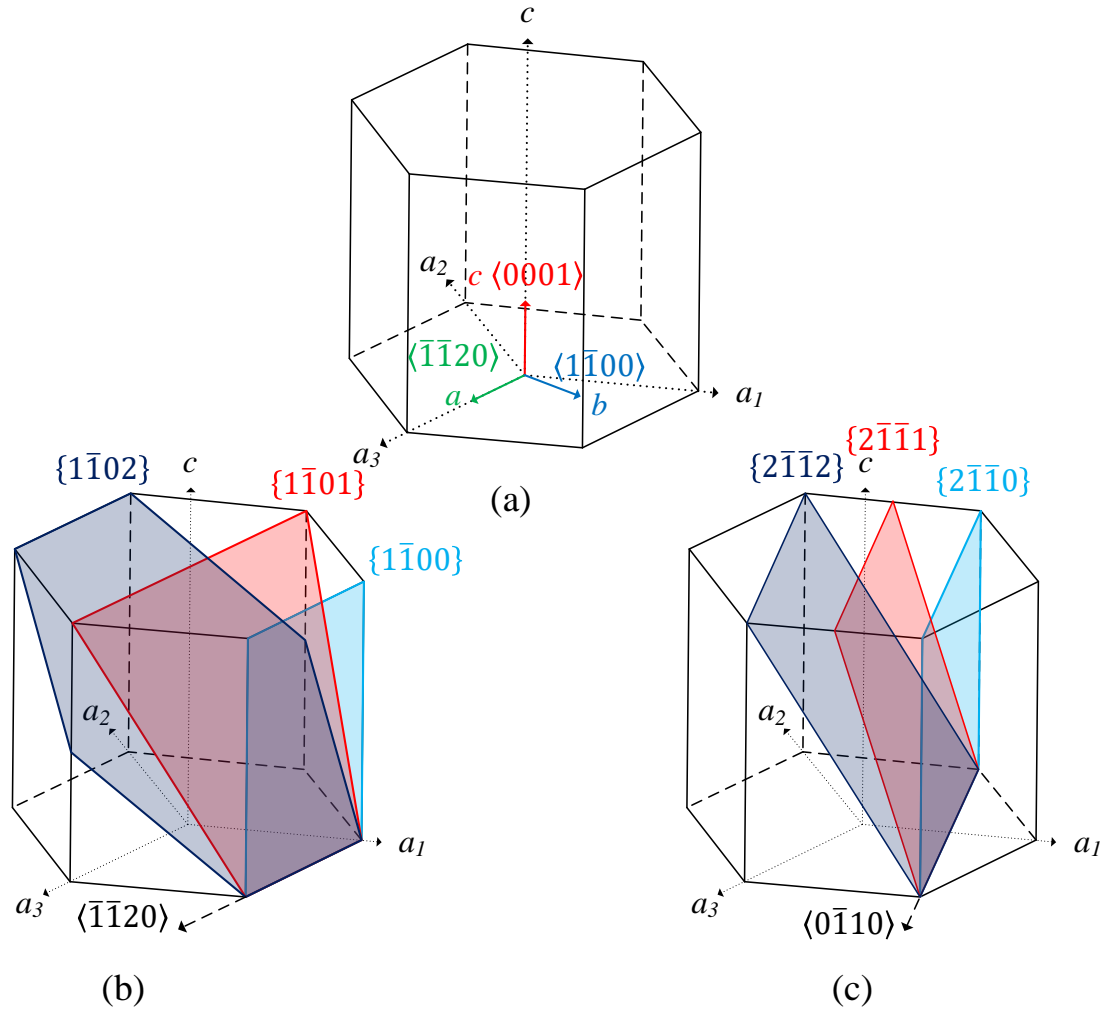 c
a₂
c ⟨0001⟩
⟨1̅1̅20⟩
⟨11̅00⟩
a
b
a₁
a₃
(a)
{11̅02}
c
{11̅01}
{11̅00}
a₂
a₁
a₃
⟨1̅1̅20⟩
(b)
{21̅1̅2}
{21̅1̅1}
c
{21̅1̅0}
a₂
a₁
a₃
⟨01̅10⟩
(c)